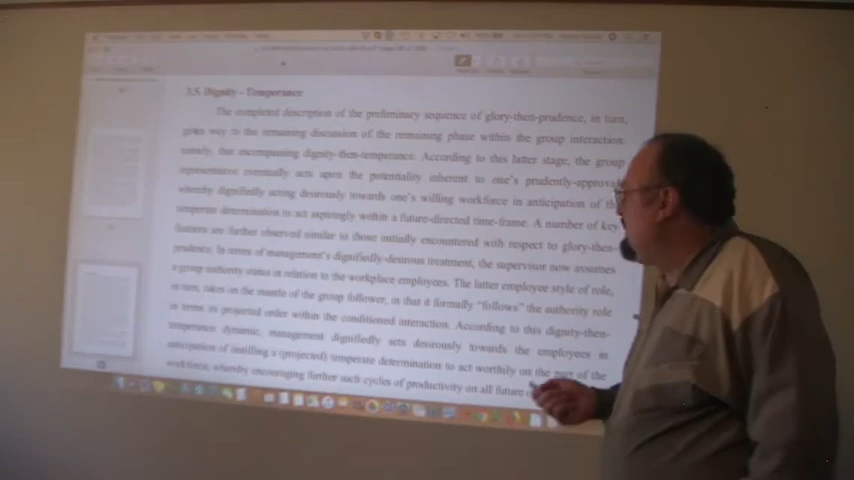 3.5. Dignity - Temperance
The completed description of the preliminary sequence of glory-then-prudence, in turn,
gives way to the remaining discussion of the remaining phase within the group interaction:
namely, that encompassing dignity-then-temperance. According to this latter stage, the group
representative eventually acts upon the potentiality inherent to one's prudently-approval
whereby dignifiedly acting desirously towards one's willing workforce in anticipation of
temperate determination to act aspiringly within a future-directed time-frame. A number of key
features are further observed similar to those initially encountered with respect to glory-then-
prudence. In terms of management's dignifiedly-desirous treatment, the supervisor now assumes
a group authority status in relation to the workplace employees. The latter employee style of role,
in turn, takes on the mantle of the group follower, in that it formally “follows” the authority role
in terms its projected order within the conditioned interaction. According to this dignity-then-
temperance dynamic, management dignifiedly acts desirously towards the employees in
anticipation of instilling a (projected) temperate determination to act worthily on the part of the
workforce, whereby encouraging further such cycles of productivity on all future